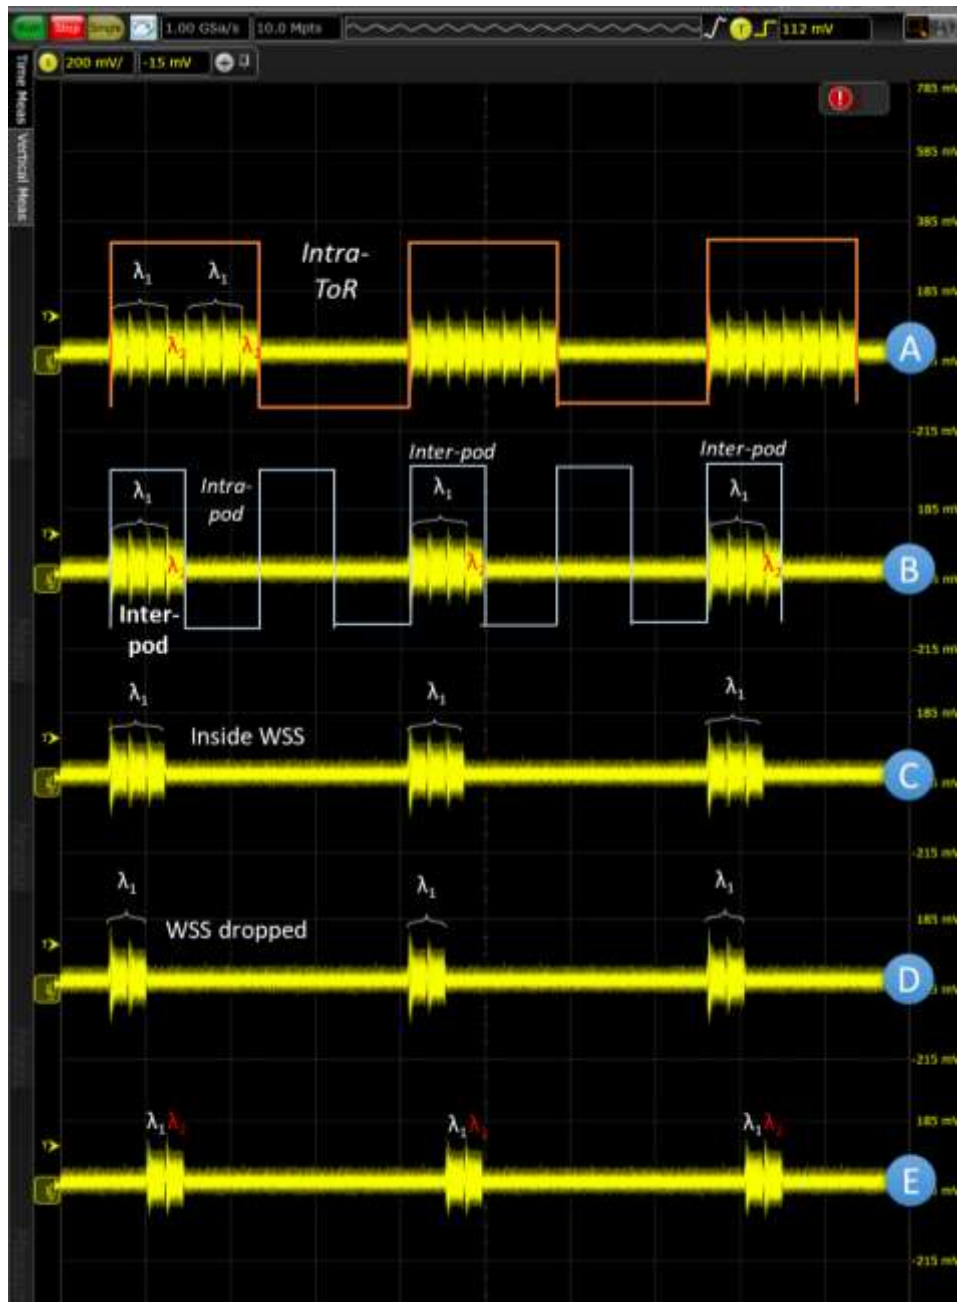 Stop
Single
1.00 GSa/s
10.0 Mpts
T
112 mV
200 mV/
-15 mV
Time Meas
Vertical Meas
785 mV
585 mV
385 mV
185 mV
-215 mV
Intra-
ToR
λ₁
λ₁
λ₂
λ₂
A
Inter-pod
Inter-pod
λ₁
Intra-
pod
λ₁
λ₁
185 mV
λ₂
λ₂
λ₂
B
Inter-
pod
-215 mV
λ₁
λ₁
λ₁
185 mV
Inside WSS
C
-215 mV
λ₁
λ₁
λ₁
185 mV
WSS dropped
D
-215 mV
λ₁λ₂
λ₁λ₂
λ₁λ₂
185 mV
E
-215 mV